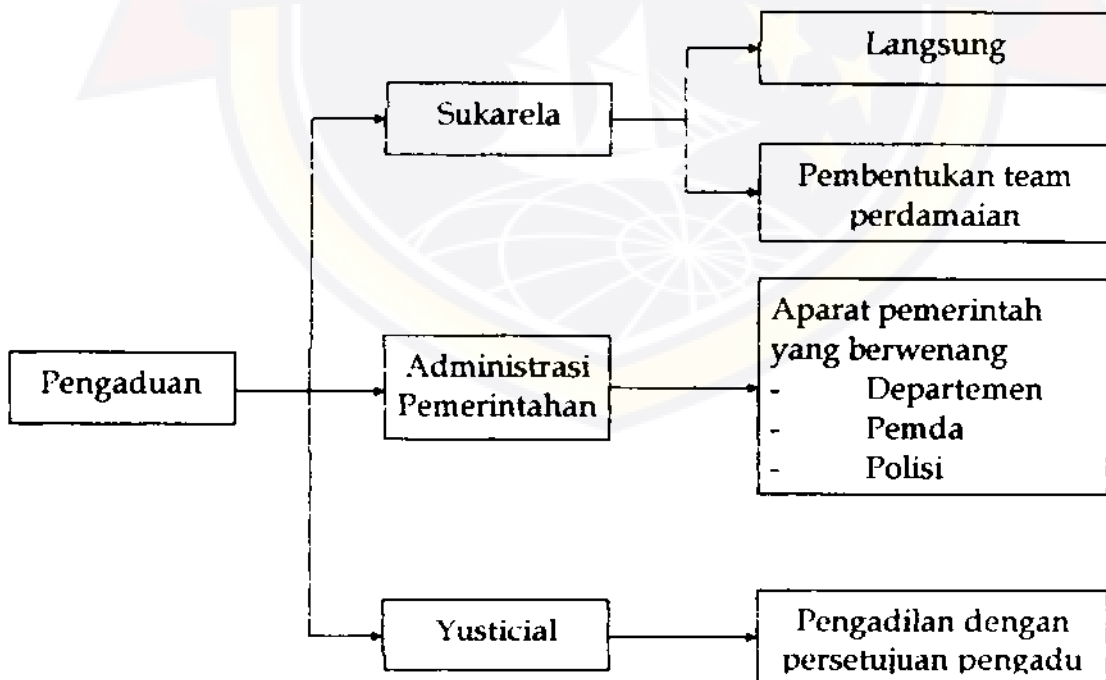 Langsung
Sukarela
Pembentukan team
perdamaian
Aparat pemerintah
yang berwenang
- Departemen
- Pemda
- Polisi
Administrasi
Pemerintahan
Pengaduan
Yusticial
Pengadilan dengan
persetujuan pengadu